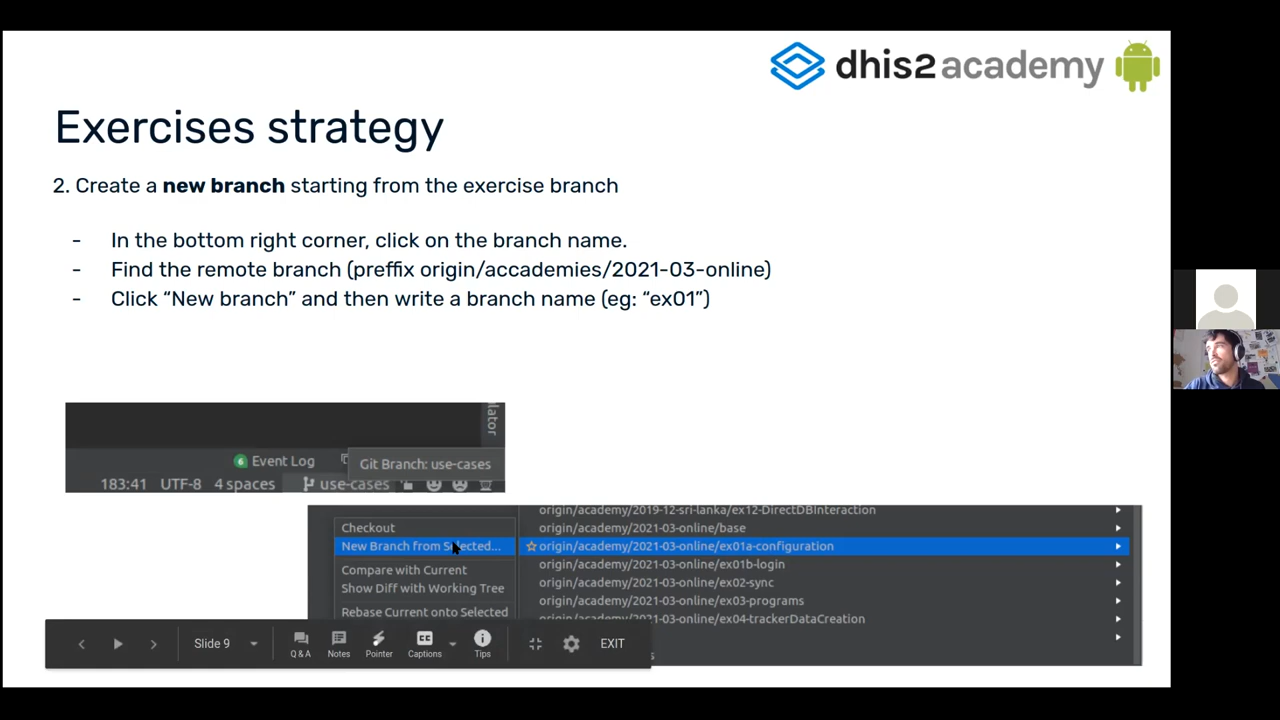 dhis2 academy
Exercises strategy
2. Create a new branch starting from the exercise branch
- In the bottom right corner, click on the branch name.
- Find the remote branch (preffix origin/accademies/2021-03-online)
- Click “New branch” and then write a branch name (eg: “ex01”)
lator
6 Event Log
Git Branch: use-cases
183:41 UTF-8 4 spaces use-cases
origin/academy/2019-12-sri-lanka/ex12-DirectDBInteraction
Checkout
origin/academy/2021-03-online/base
New Branch from Selected...
origin/academy/2021-03-online/ex01a-configuration
Compare with Current
origin/academy/2021-03-online/ex01b-login
Show Diff with Working Tree
origin/academy/2021-03-online/ex02-sync
origin/academy/2021-03-online/ex03-programs
Rebase Current onto Selected
origin/academy/2021-03-online/ex04-trackerDataCreation
Slide 9
Q & A
Notes
Pointer
Captions
Tips
EXIT